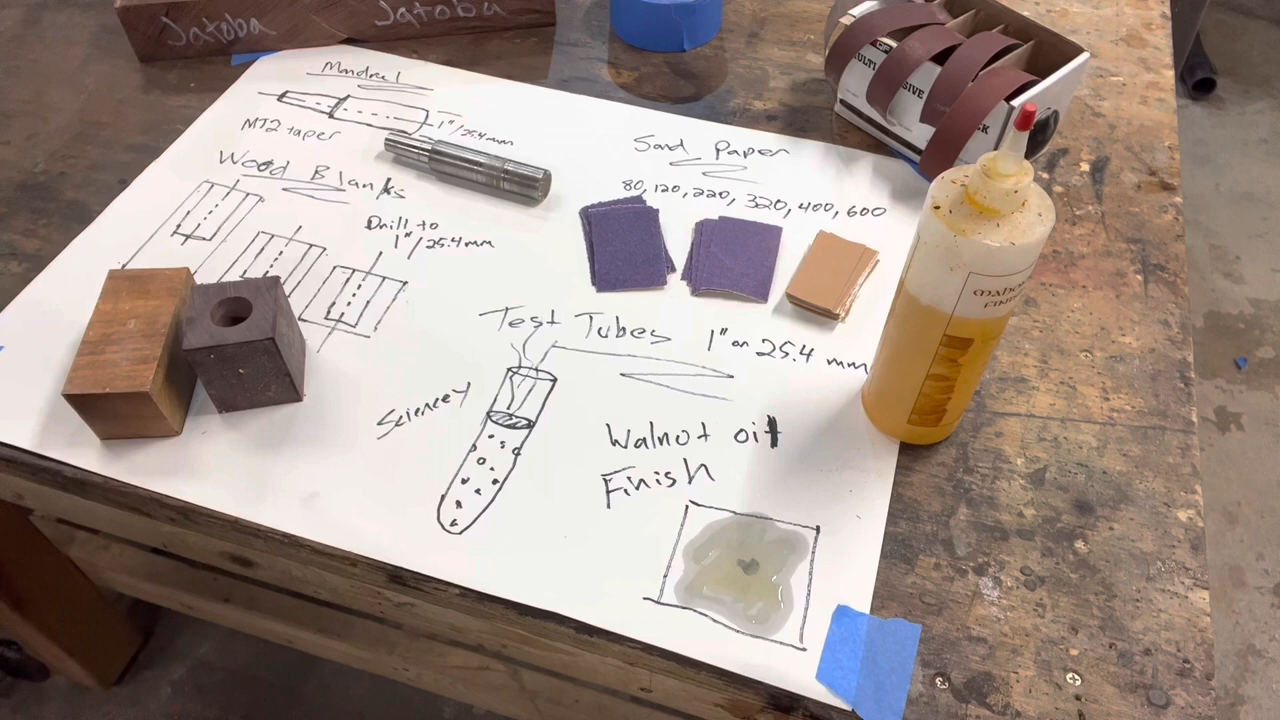 Jatoba
Jatoba
Mandrel
MT2 taper
1"/25.4mm
Wood Blanks
Drill to
1"/25.4mm
Sand Paper
80, 120, 220, 320, 400, 600
Test Tubes
1" or 25.4 mm
Sciencey
Walnot oil
Finish